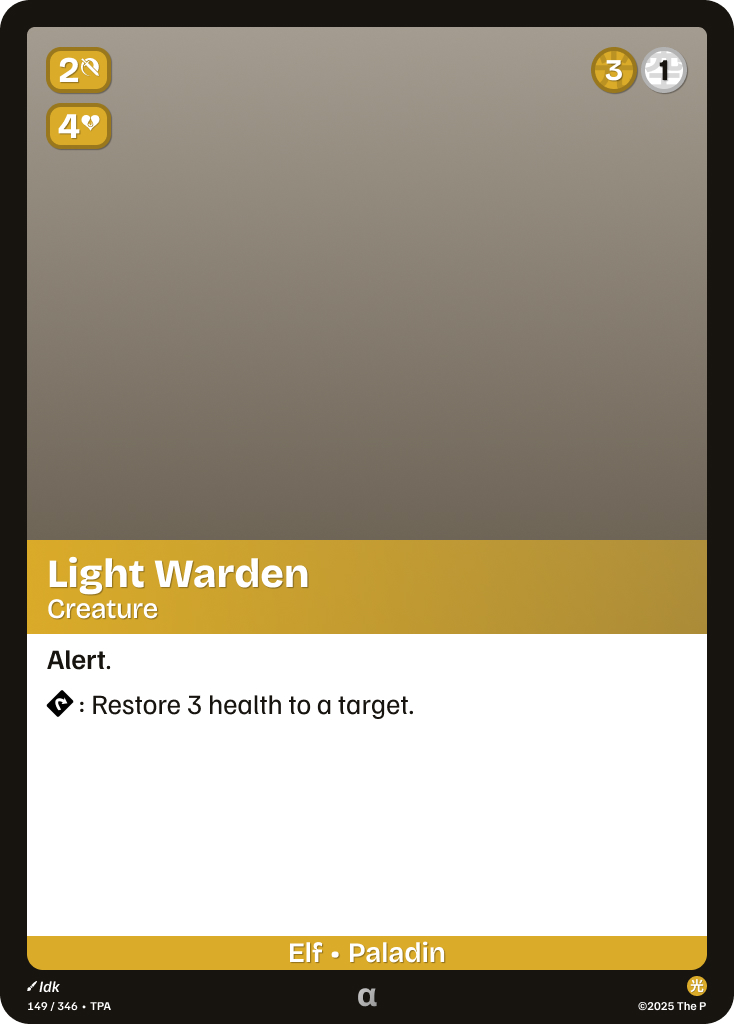 2
3 1
4
Light Warden
Creature
Alert.
: Restore 3 health to a target.
Elf • Paladin
Idk
149 / 346 • TPA
α
光
©2025 The P